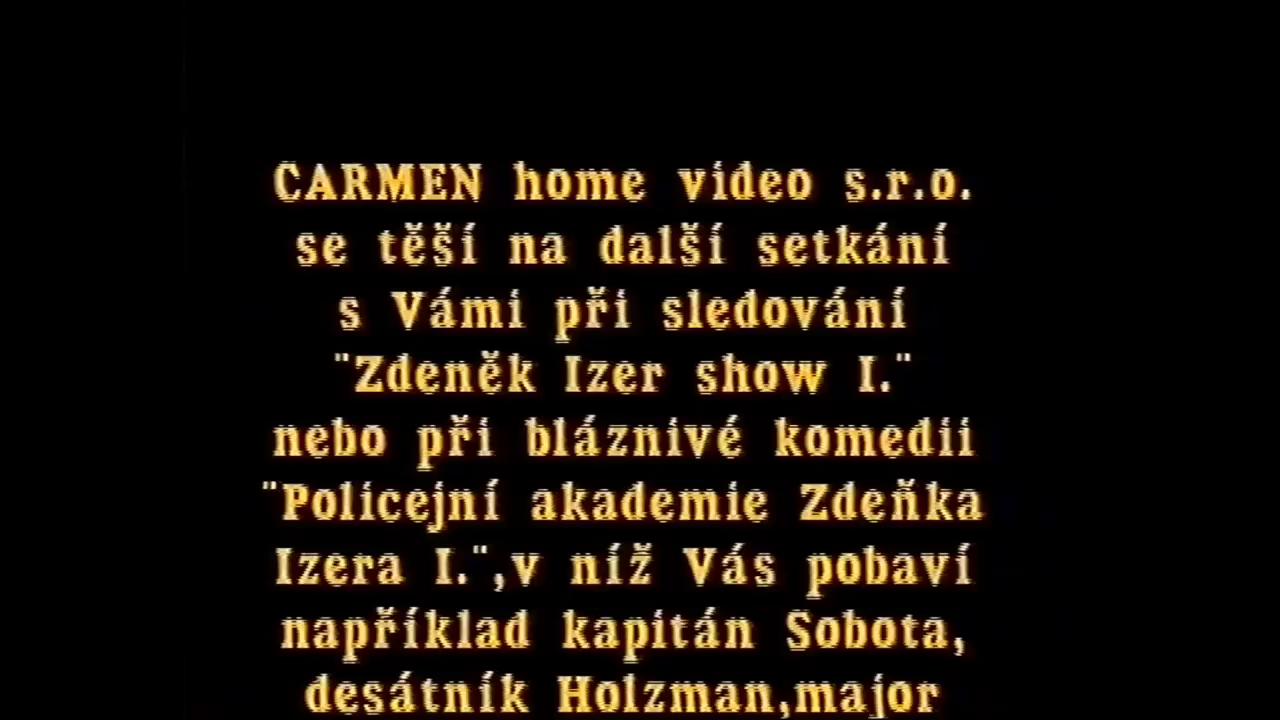 CARMEN home video s.r.o.
se těší na další setkání
s Vámi při sledování
"Zdeněk Izer show I."
nebo při bláznivé komedii
"Policejní akademie Zdeňka
Izera I.",v níž Vás pobaví
například kapitán Sobota,
desátník Holzman,major